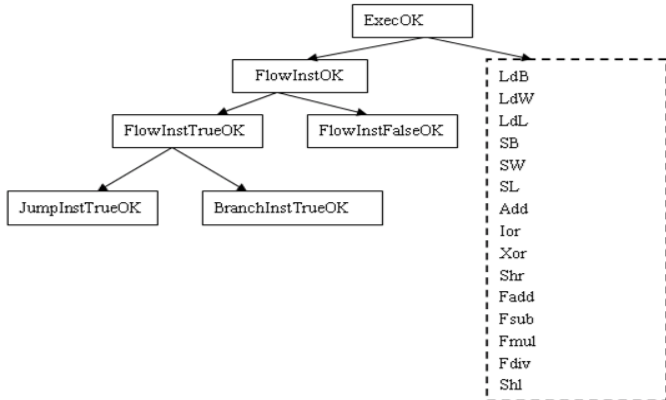 ExecOK
FlowInstOK
FlowInstTrueOK
FlowInstFalseOK
JumpInstTrueOK
BranchInstTrueOK
LdB
LdW
LdL
SB
SW
SL
Add
Ior
Xor
Shr
Fadd
Fsub
Fmul
Fdiv
Shl